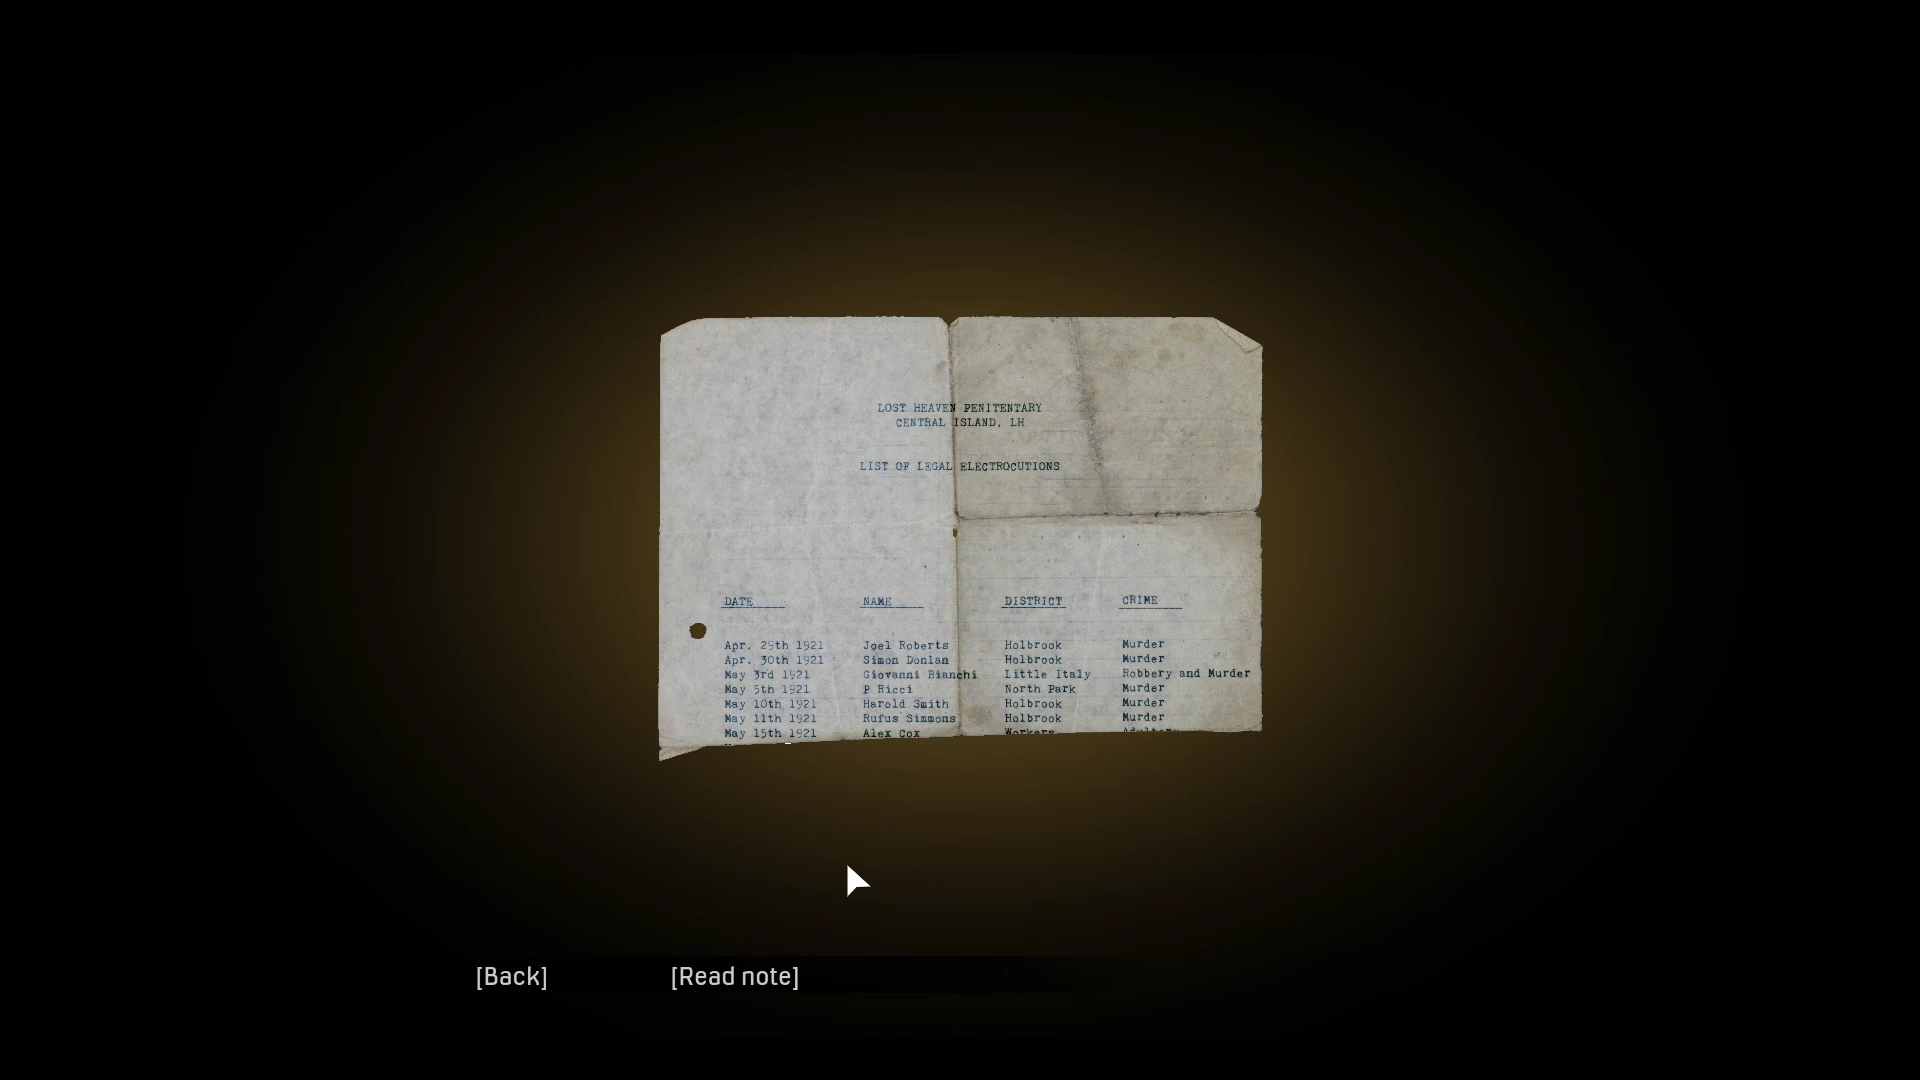 LOST HEAVEN PENITENTARY
CENTRAL ISLAND, LH
LIST OF LEGAL ELECTROCUTIONS
DATE NAME DISTRICT CRIME
Apr. 29th 1921 Joel Roberts Holbrook Murder
Apr. 30th 1921 Simon Donlan Holbrook Murder
May 3rd 1921 Giovanni Bianchi Little Italy Robbery and Murder
May 5th 1921 P Ricci North Park Murder
May 10th 1921 Harold Smith Holbrook Murder
May 11th 1921 Rufus Simmons Holbrook Murder
May 15th 1921 Alex Cox Workers Adultery
[Back] [Read note]